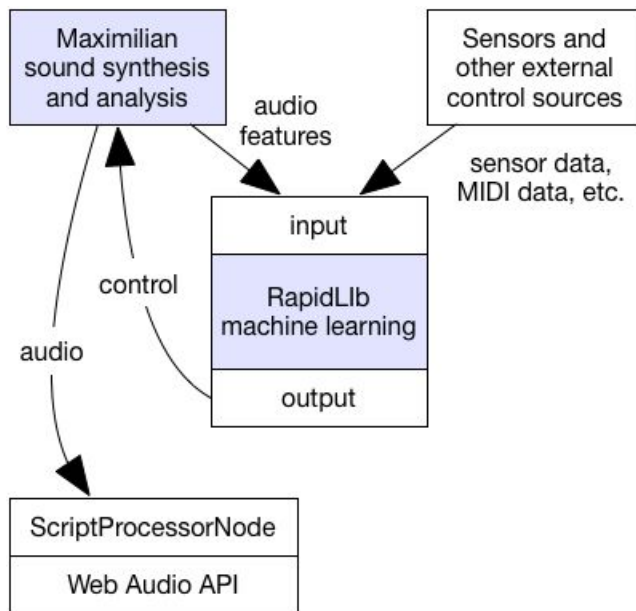 Maximilian
sound synthesis
and analysis
Sensors and
other external
control sources
audio
features
sensor data,
MIDI data, etc.
input
RapidLIb
machine learning
control
audio
output
ScriptProcessorNode
Web Audio API